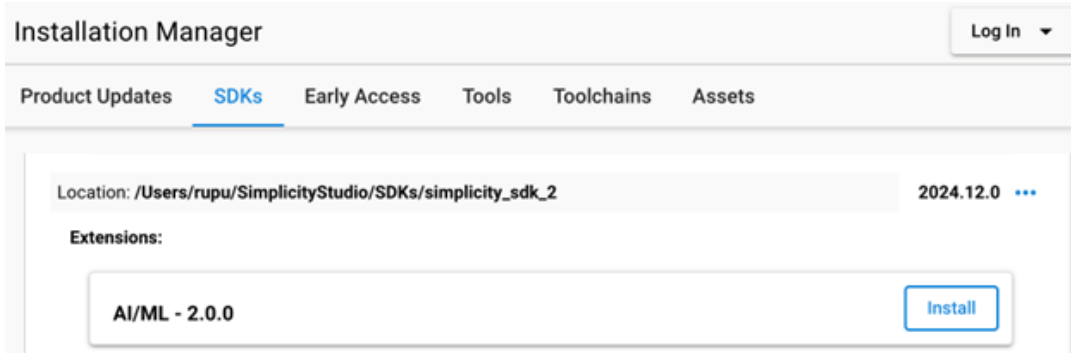 Installation Manager
Log In
Product Updates SDKs Early Access Tools Toolchains Assets
Location: /Users/rupu/SimplicityStudio/SDKs/simplicity_sdk_2 2024.12.0 •••
Extensions:
AI/ML - 2.0.0 Install